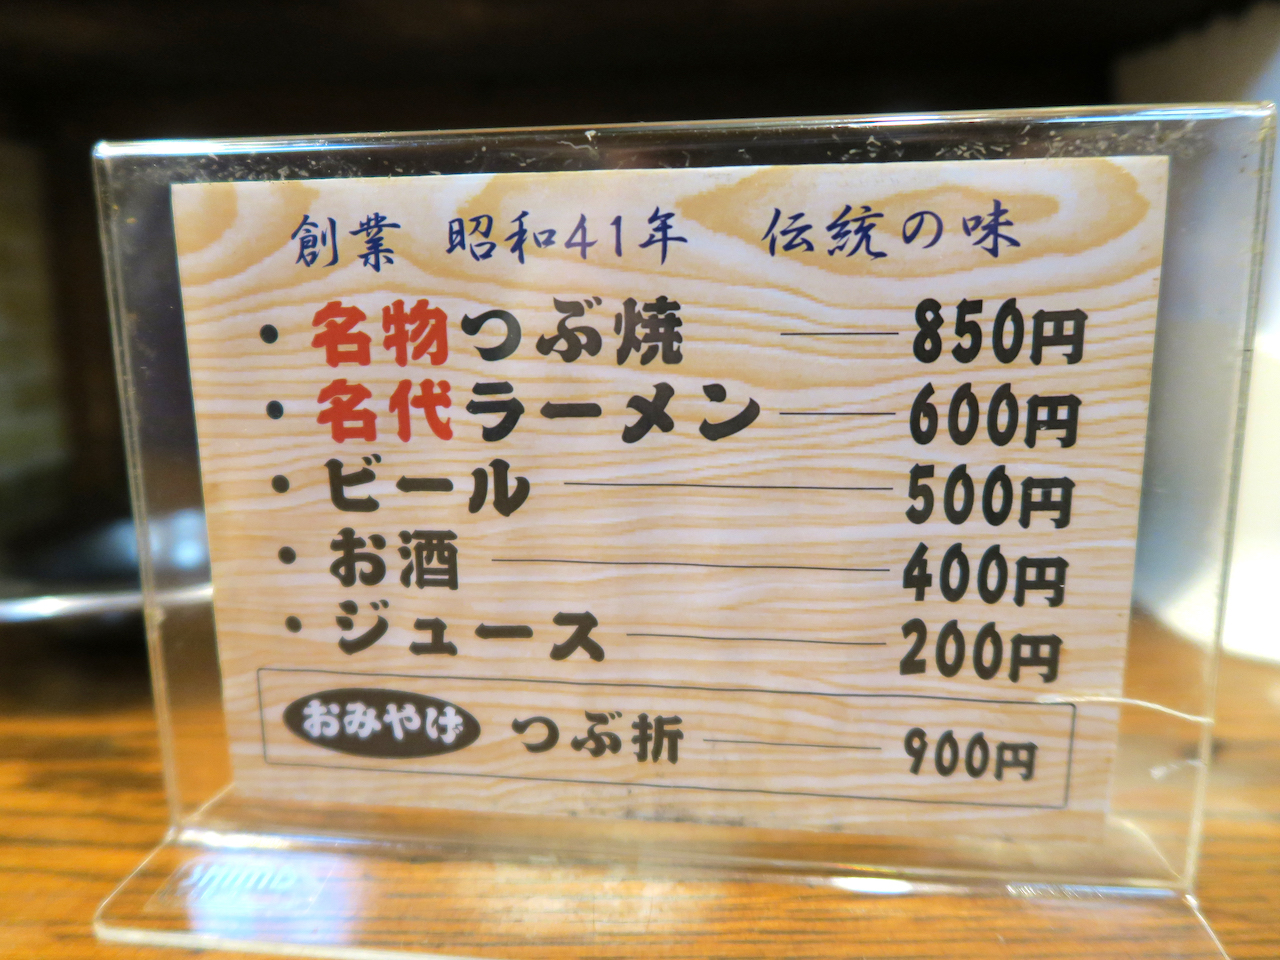 創業 昭和41年 伝統の味
・名物つぶ焼 ―― 850円
・名代ラーメン ―― 600円
・ビール ―― 500円
・お酒 ―― 400円
・ジュース ―― 200円
おみやげ つぶ折 ―― 900円